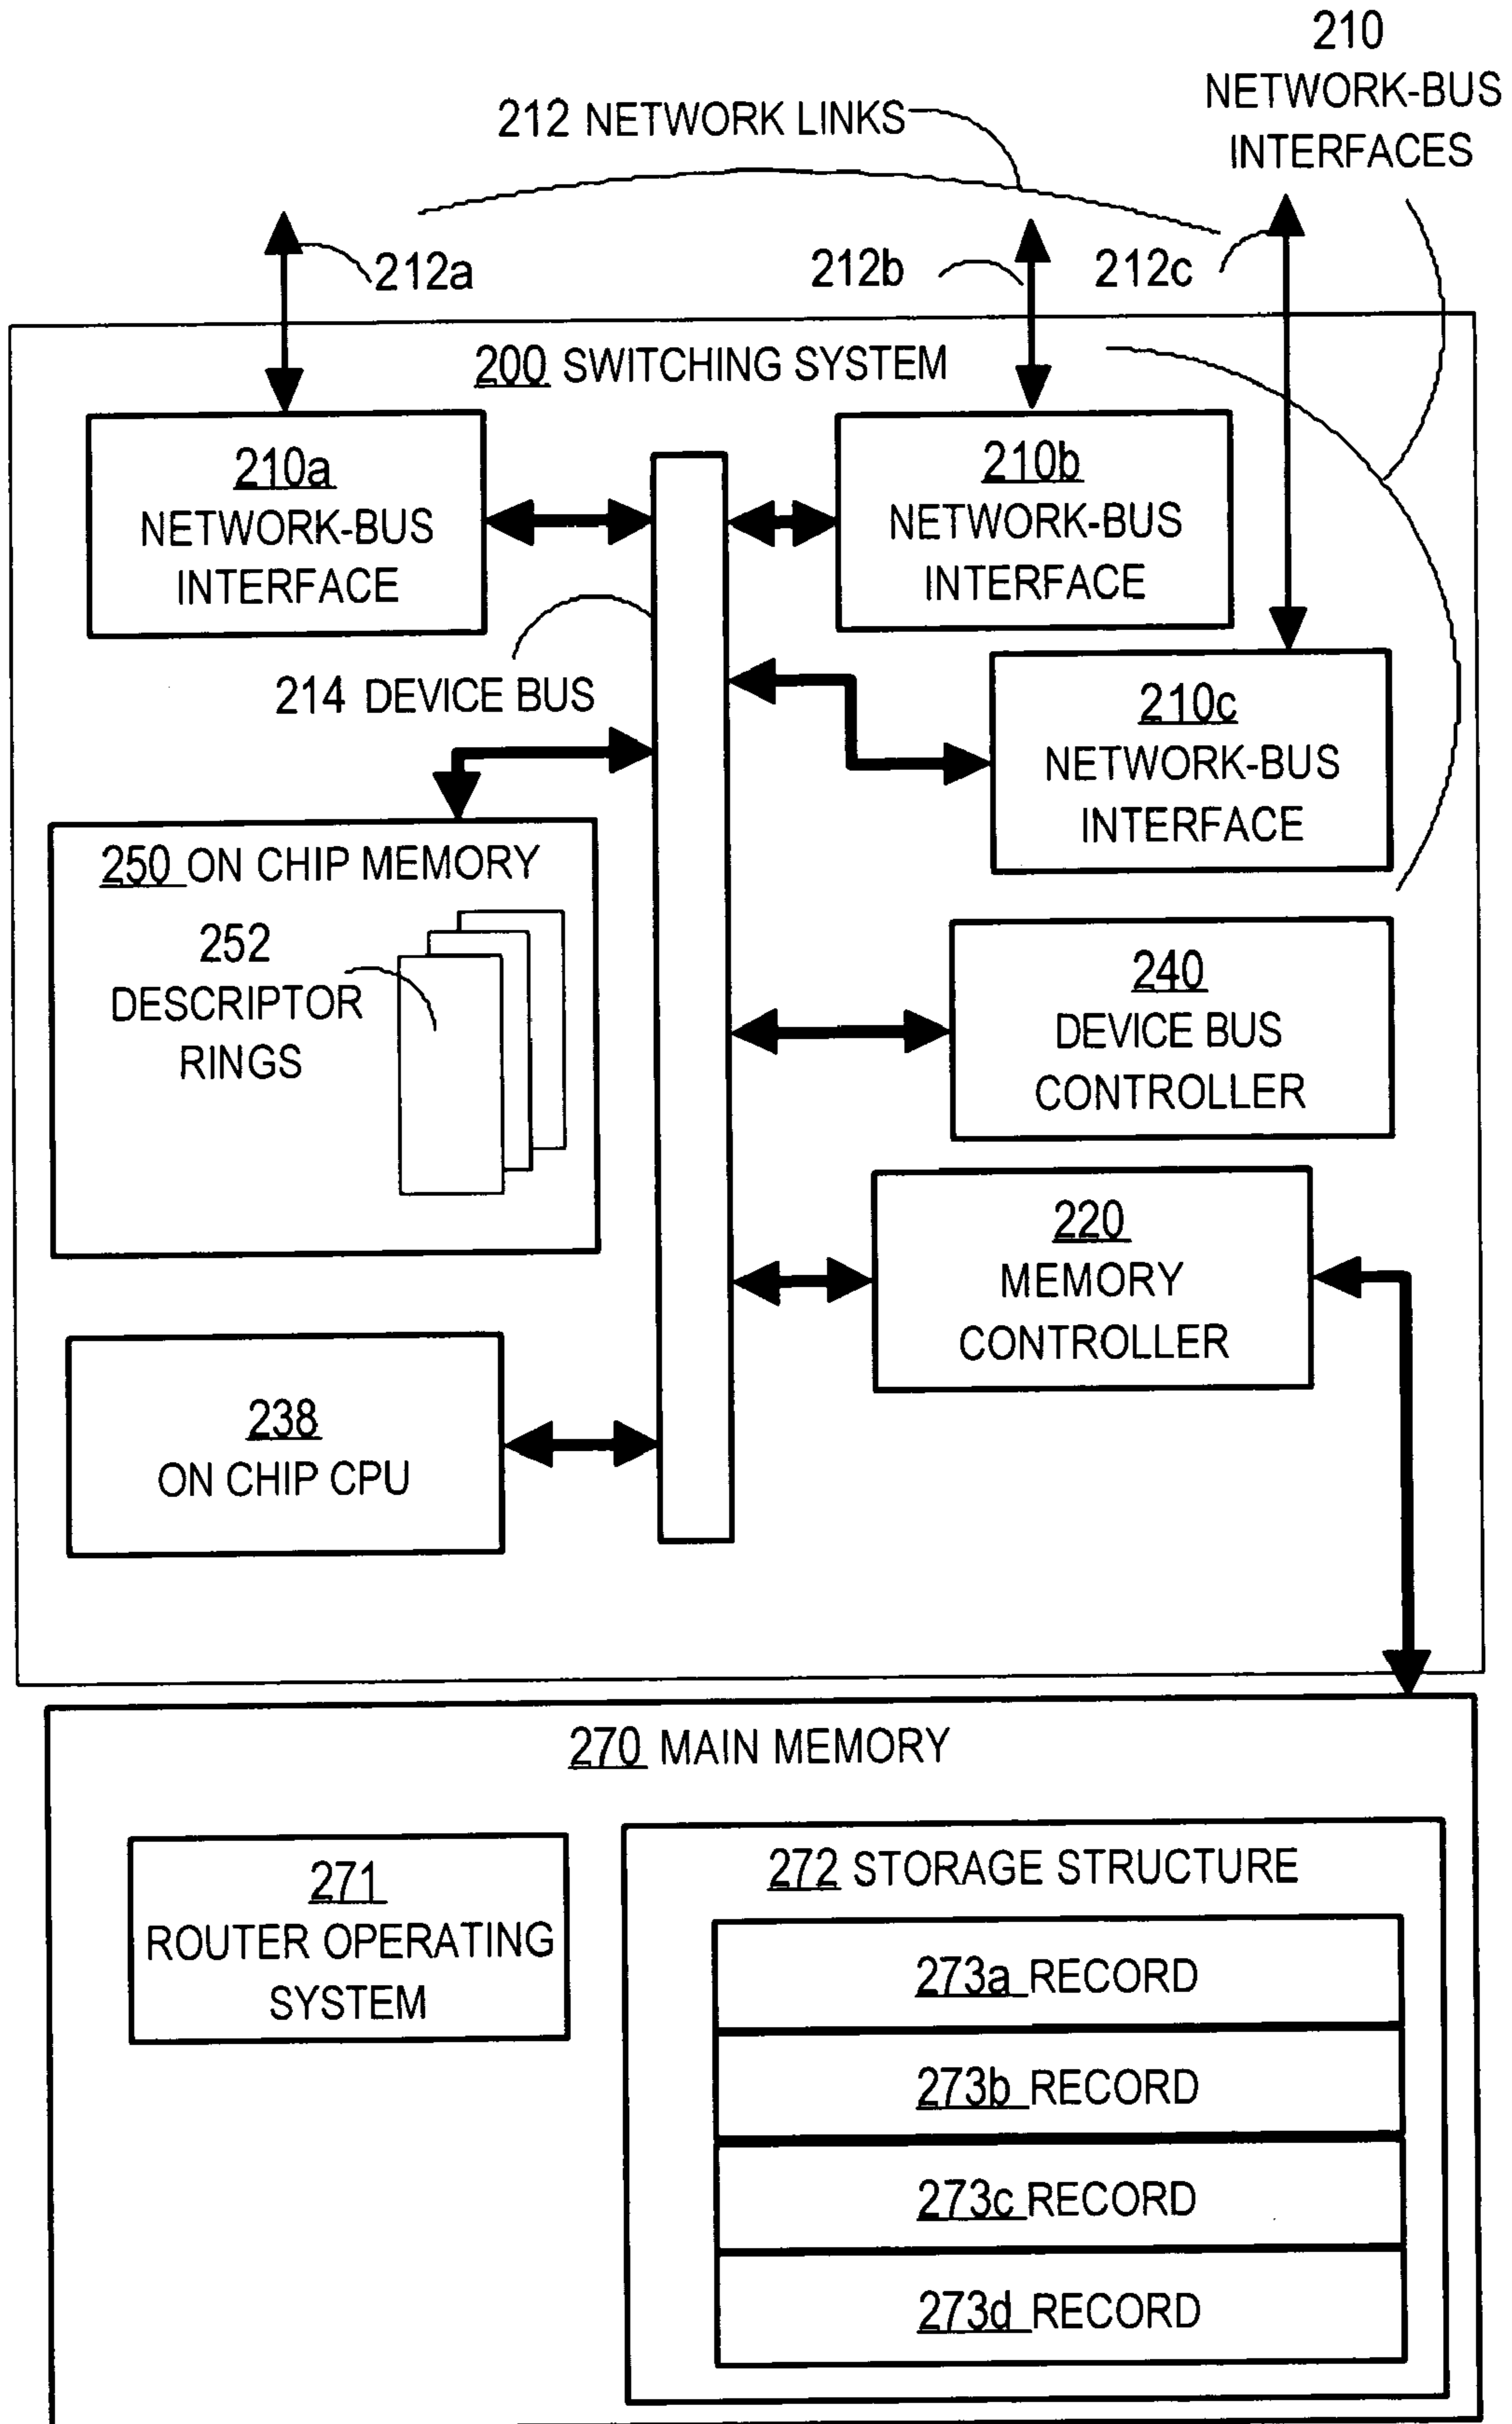 210
NETWORK-BUS
INTERFACES
212 NETWORK LINKS
212a
212b
212c
200 SWITCHING SYSTEM
210a
NETWORK-BUS
INTERFACE
210b
NETWORK-BUS
INTERFACE
214 DEVICE BUS
210c
NETWORK-BUS
INTERFACE
250 ON CHIP MEMORY
252
DESCRIPTOR
RINGS
240
DEVICE BUS
CONTROLLER
220
MEMORY
CONTROLLER
238
ON CHIP CPU
270 MAIN MEMORY
271
ROUTER OPERATING
SYSTEM
272 STORAGE STRUCTURE
273a RECORD
273b RECORD
273c RECORD
273d RECORD